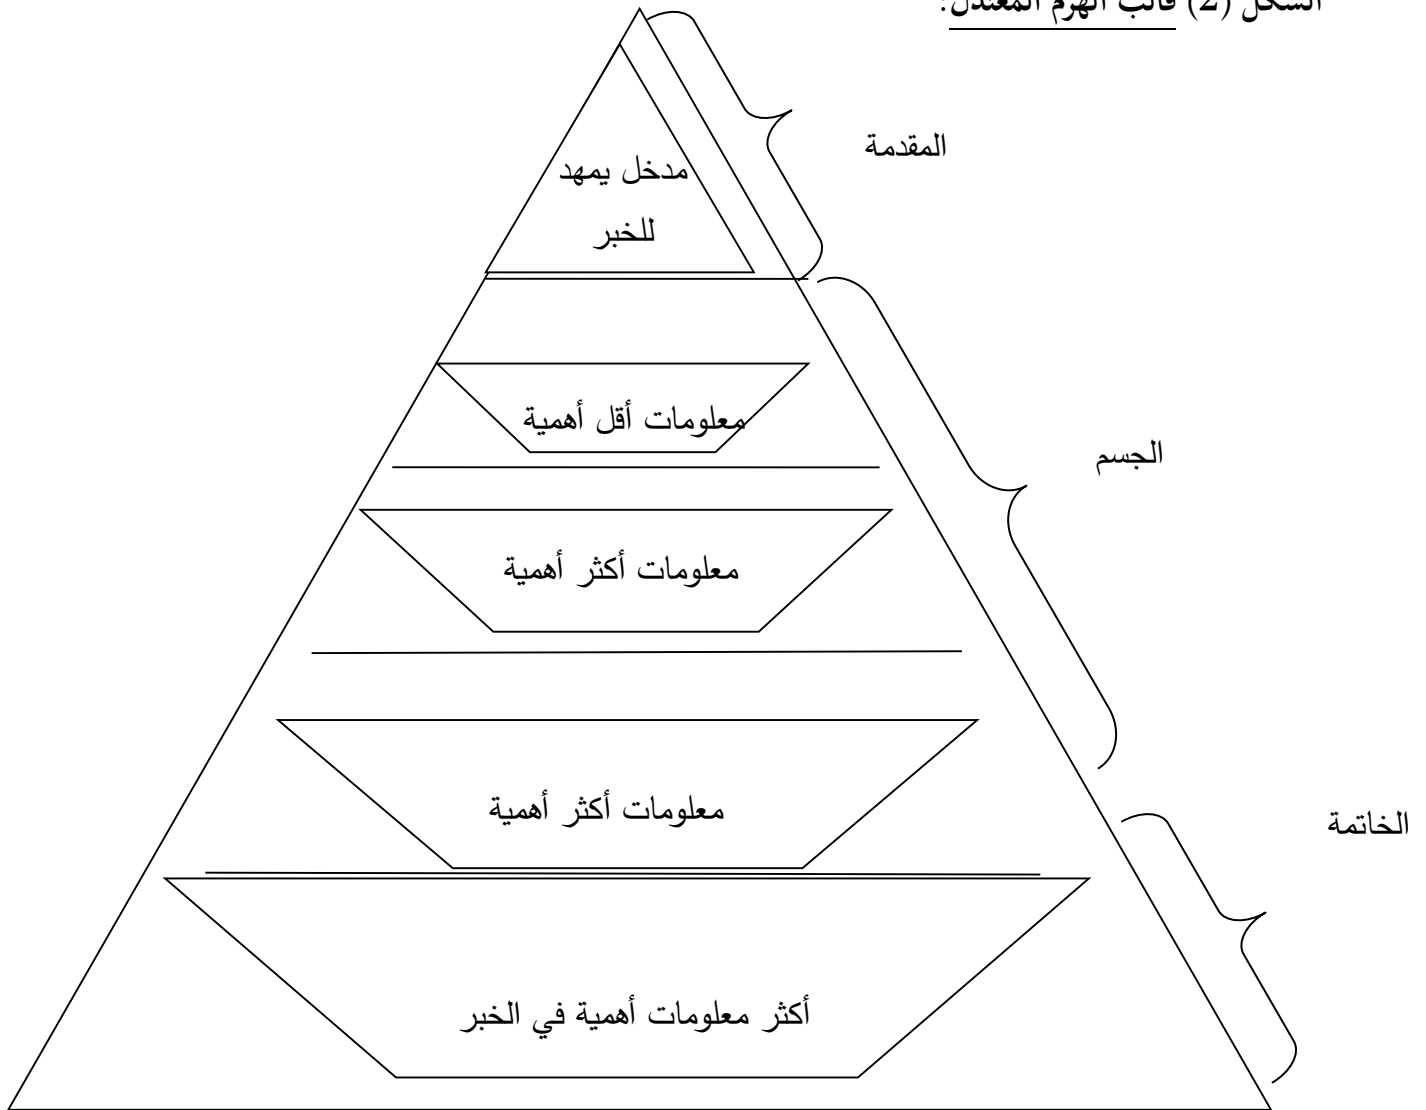 الشكل (2) قالب الهرم المعتدل:
المقدمة
مدخل يمهد
للخبر
معلومات أقل أهمية
الجسم
معلومات أكثر أهمية
معلومات أكثر أهمية
الخاتمة
أكثر معلومات أهمية في الخبر